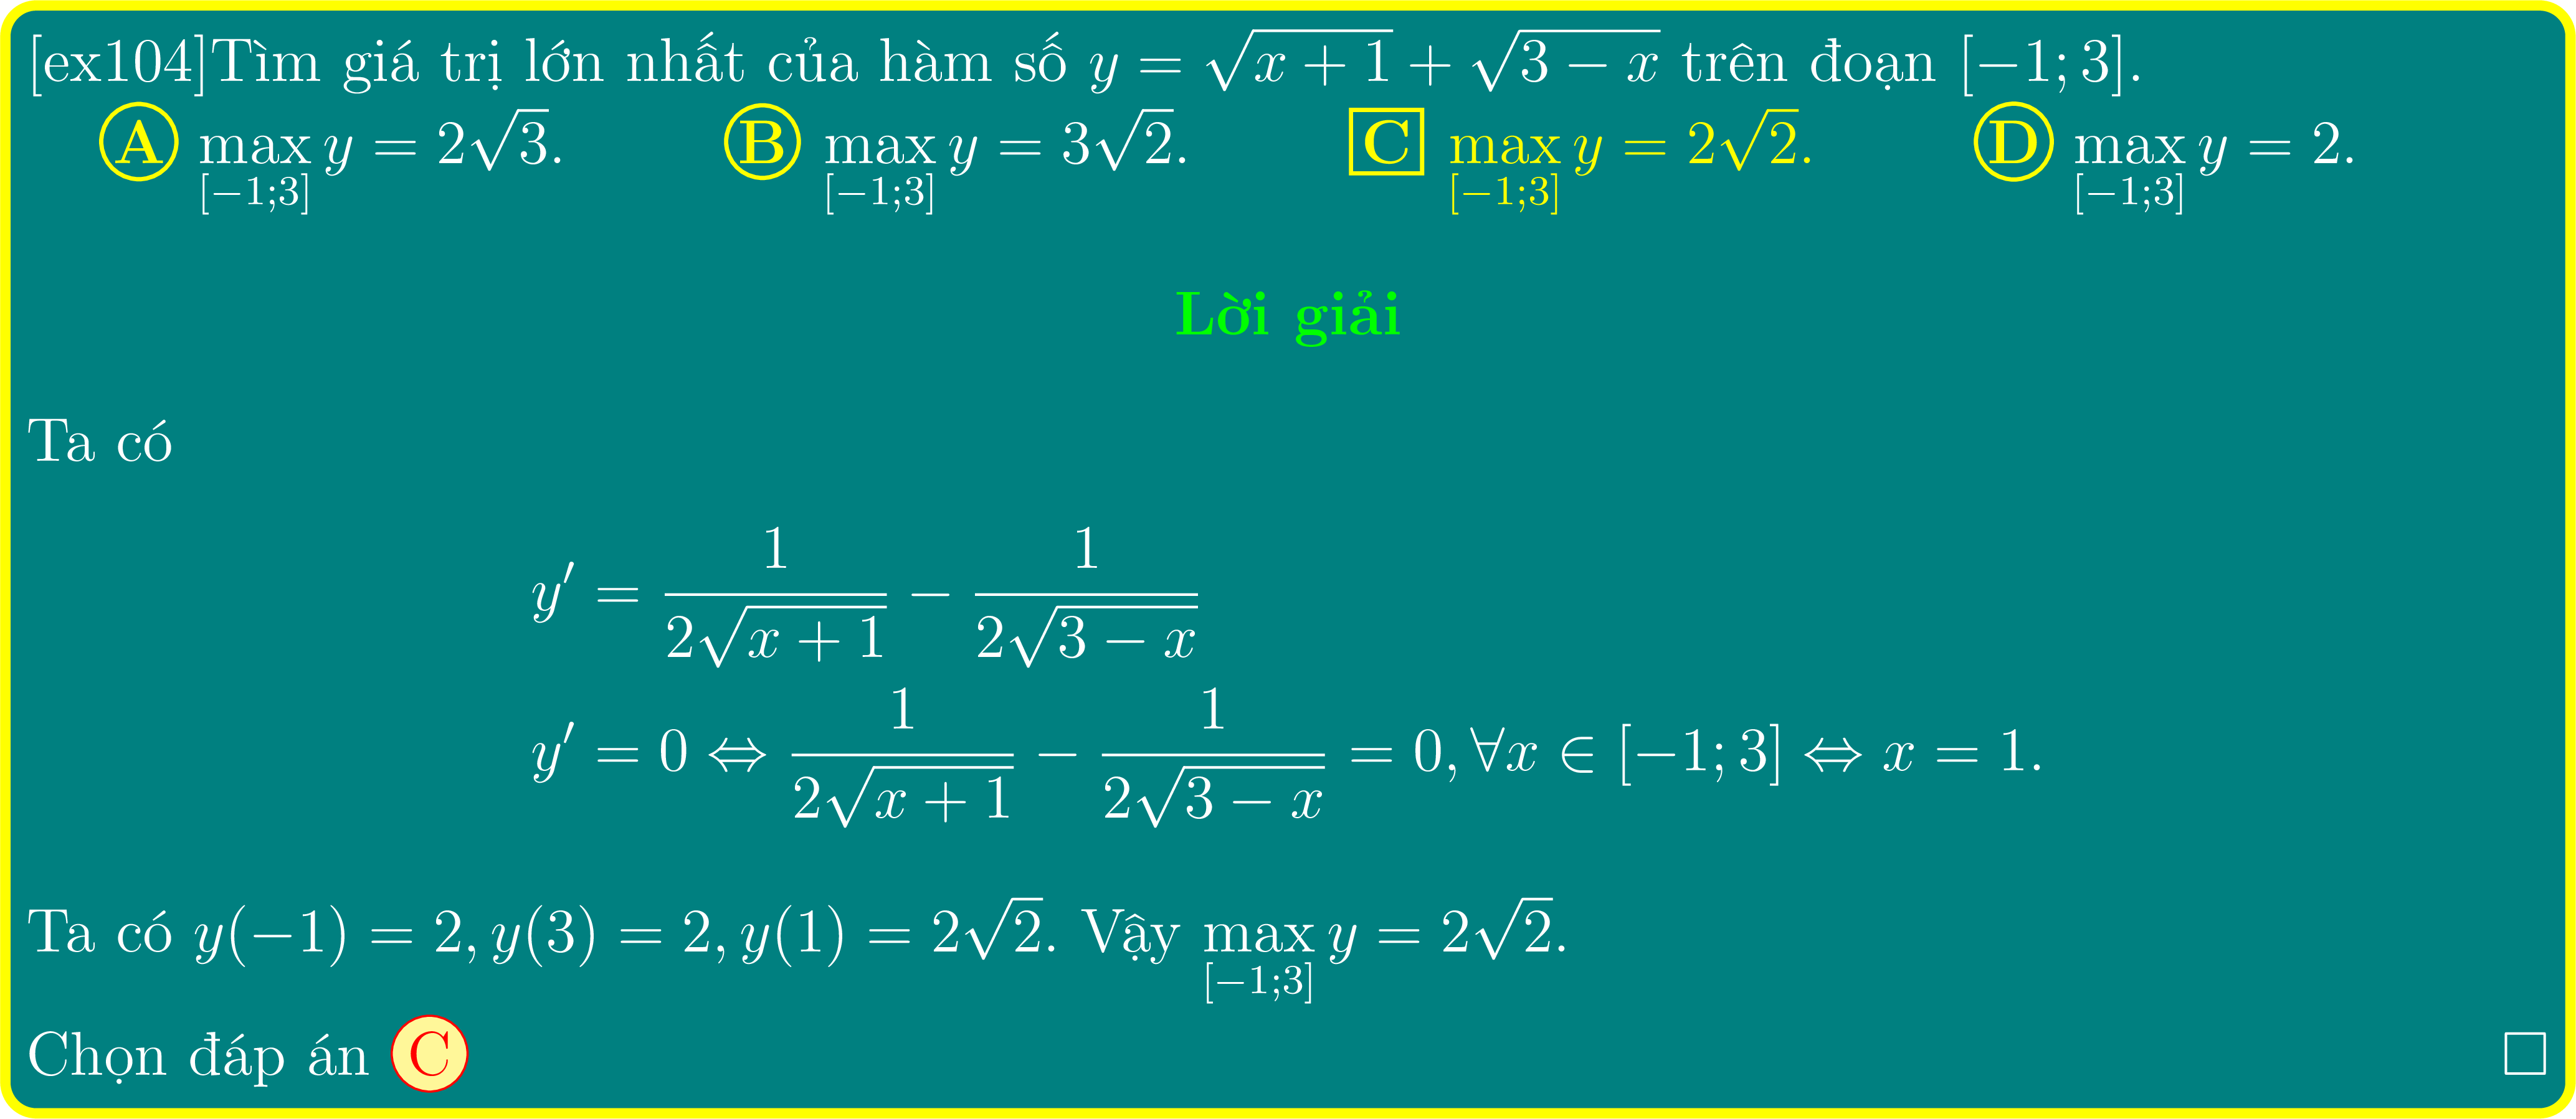 [ex104]Tìm giá trị lớn nhất của hàm số $y = \sqrt{x+1} + \sqrt{3-x}$ trên đoạn $[-1; 3]$.
Ⓐ $\max\limits_{[-1;3]} y = 2\sqrt{3}$. Ⓑ $\max\limits_{[-1;3]} y = 3\sqrt{2}$. C $\max\limits_{[-1;3]} y = 2\sqrt{2}$. Ⓓ $\max\limits_{[-1;3]} y = 2$.
Lời giải
Ta có
$y' = \dfrac{1}{2\sqrt{x+1}} - \dfrac{1}{2\sqrt{3-x}}$
$y' = 0 \Leftrightarrow \dfrac{1}{2\sqrt{x+1}} - \dfrac{1}{2\sqrt{3-x}} = 0, \forall x \in [-1; 3] \Leftrightarrow x = 1.$
Ta có $y(-1) = 2, y(3) = 2, y(1) = 2\sqrt{2}$. Vậy $\max\limits_{[-1;3]} y = 2\sqrt{2}$.
Chọn đáp án Ⓒ □